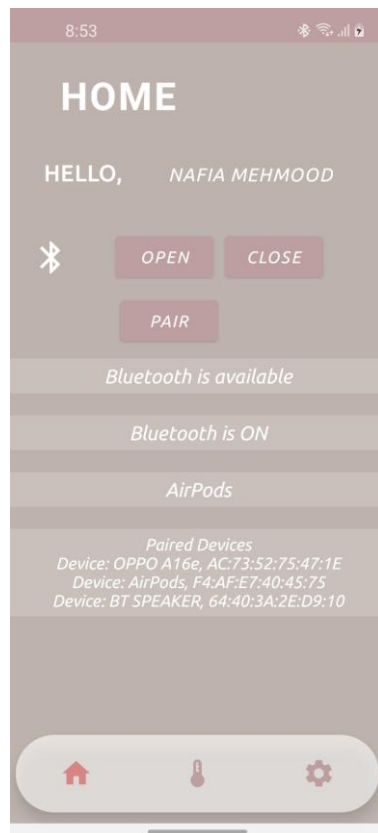 8:53
HOME
HELLO, NAFIA MEHMOOD
OPEN CLOSE
PAIR
Bluetooth is available
Bluetooth is ON
AirPods
Paired Devices
Device: OPPO A16e, AC:73:52:75:47:1E
Device: AirPods, F4:AF:E7:40:45:75
Device: BT SPEAKER, 64:40:3A:2E:D9:10